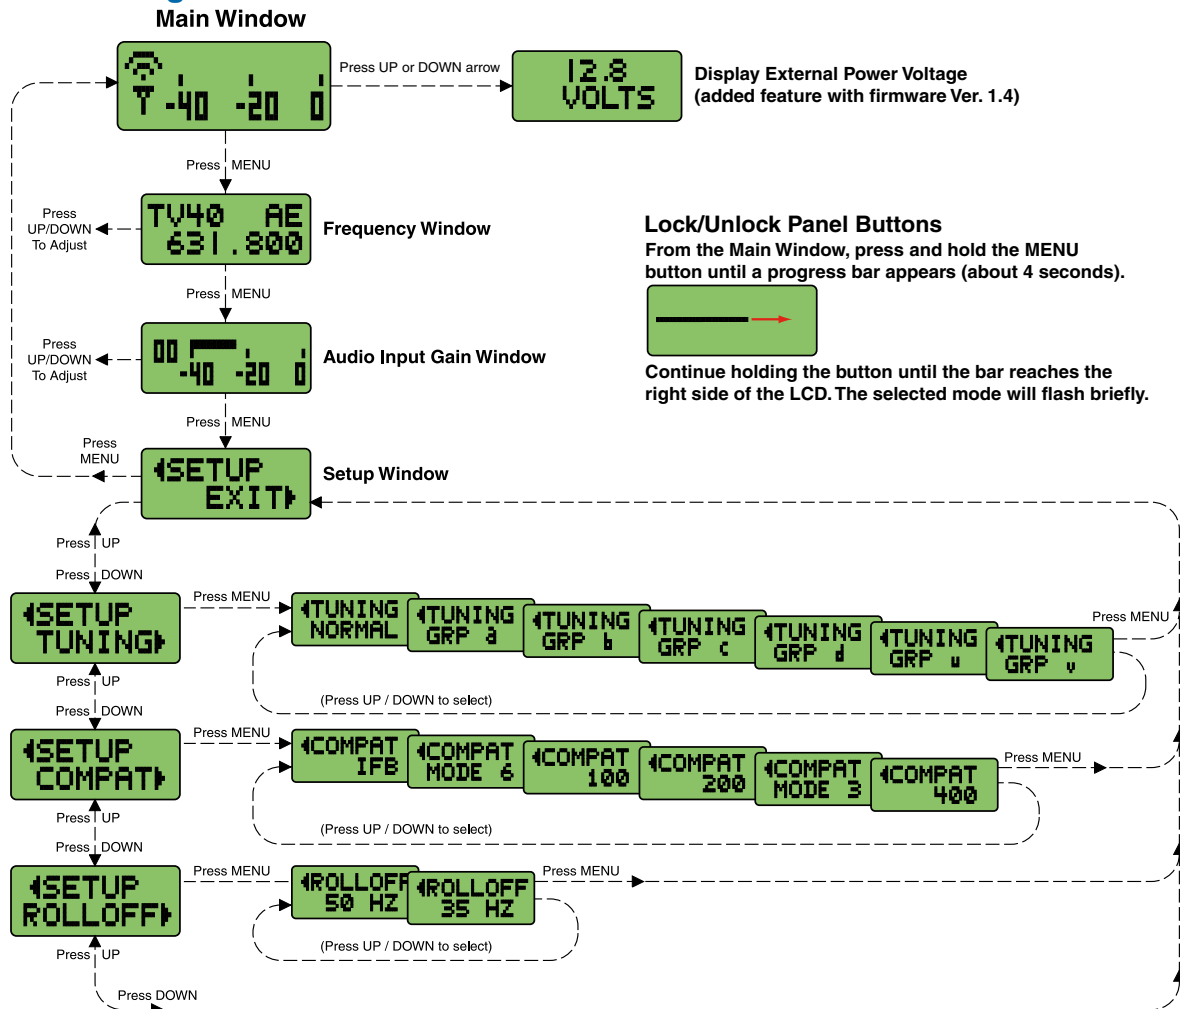 Main Window
-40 -20 0
Press UP or DOWN arrow
12.8
VOLTS
Display External Power Voltage
(added feature with firmware Ver. 1.4)
Press MENU
TV40 AE
631.800
Press
UP/DOWN
To Adjust
Frequency Window
Lock/Unlock Panel Buttons
From the Main Window, press and hold the MENU
button until a progress bar appears (about 4 seconds).
Continue holding the button until the bar reaches the
right side of the LCD. The selected mode will flash briefly.
Press MENU
00
-40 -20 0
Press
UP/DOWN
To Adjust
Audio Input Gain Window
Press MENU
Press
MENU
SETUP
EXIT
Setup Window
Press UP
Press DOWN
SETUP
TUNING
Press MENU
TUNING
NORMAL
TUNING
GRP a
TUNING
GRP b
TUNING
GRP c
TUNING
GRP d
TUNING
GRP u
TUNING
GRP v
Press MENU
(Press UP / DOWN to select)
Press UP
Press DOWN
SETUP
COMPAT
Press MENU
COMPAT
IFB
COMPAT
MODE 6
COMPAT
100
COMPAT
200
COMPAT
MODE 3
COMPAT
400
Press MENU
(Press UP / DOWN to select)
Press UP
Press DOWN
SETUP
ROLLOFF
Press MENU
ROLLOFF
50 HZ
ROLLOFF
35 HZ
Press MENU
(Press UP / DOWN to select)
Press UP
Press DOWN